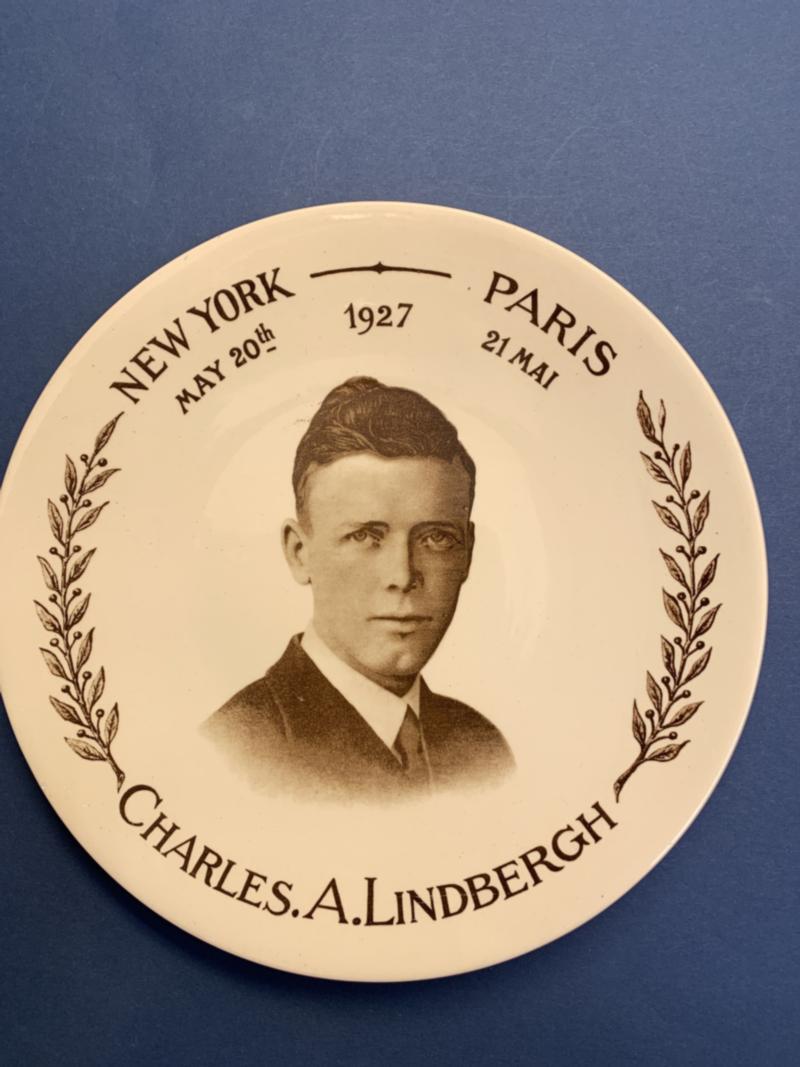 NEW YORK
MAY 20th
1927
PARIS
21 MAI
CHARLES. A. LINDBERGH